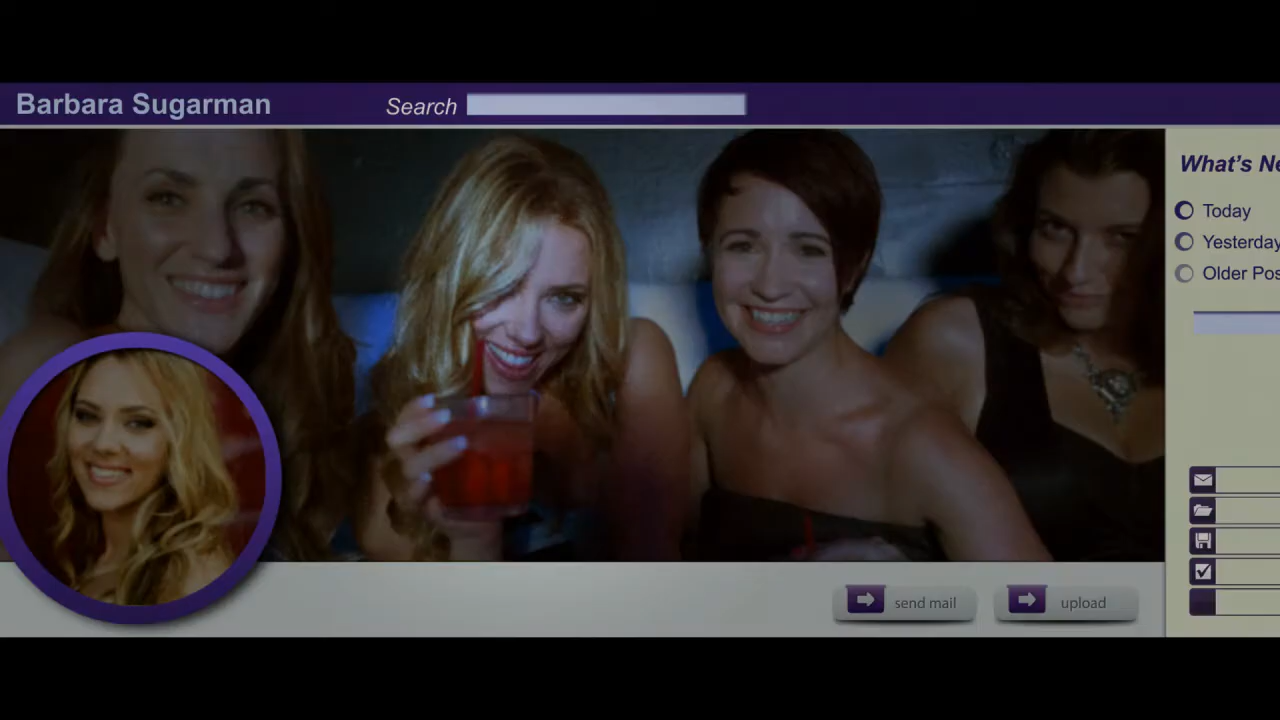 Barbara Sugarman
Search
What's Ne
Today
Yesterday
Older Pos
send mail
upload